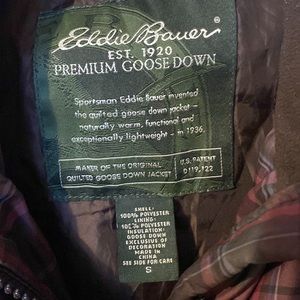 Eddie Bauer
EST. 1920
PREMIUM GOOSE DOWN
Sportsman Eddie Bauer invented
the quilted goose down jacket –
naturally warm, functional and
exceptionally lightweight – in 1936.
MAKER OF THE ORIGINAL
QUILTED GOOSE DOWN JACKET
U.S. PATENT
D119,122
SHELL:
100% POLYESTER
LINING:
100% POLYESTER
INSULATION:
GOOSE DOWN
EXCLUSIVE OF
DECORATION
MADE IN
CHINA
SEE SIDE FOR CARE
S